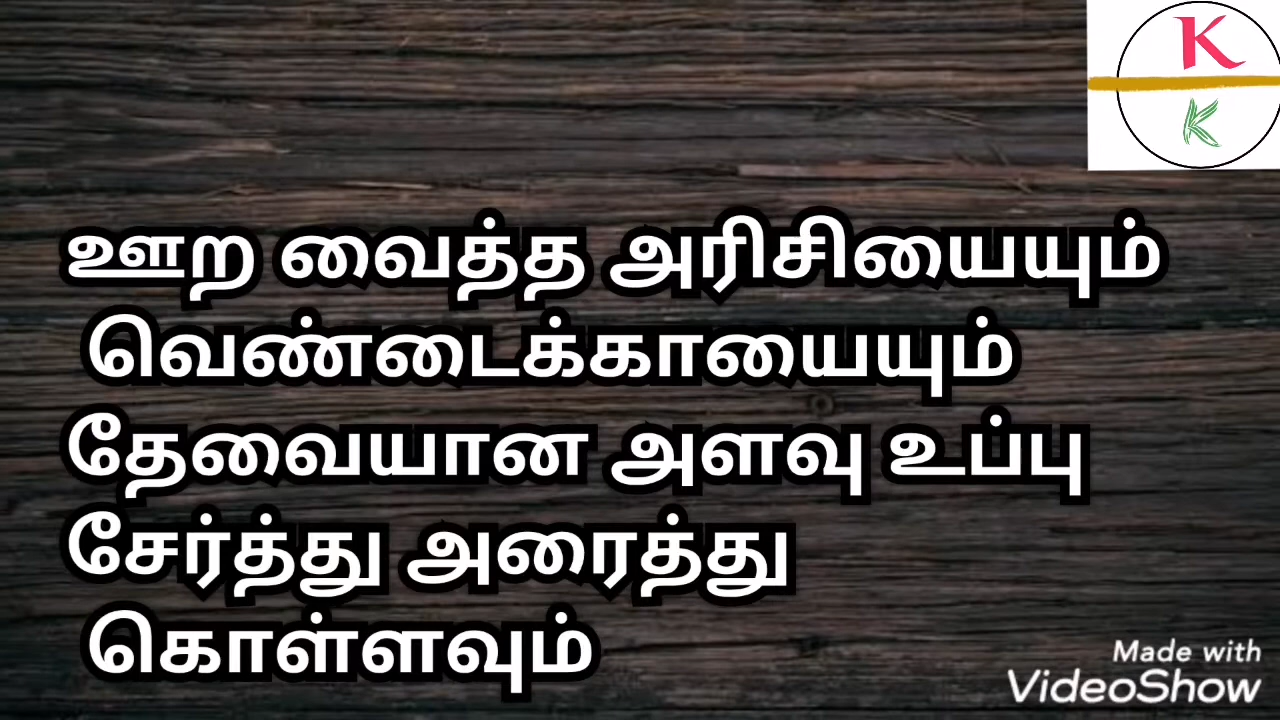 K
K
ஊற வைத்த அரிசியையும்
வெண்டைக்காயையும்
தேவையான அளவு உப்பு
சேர்த்து அரைத்து
கொள்ளவும்
Made with
VideoShow